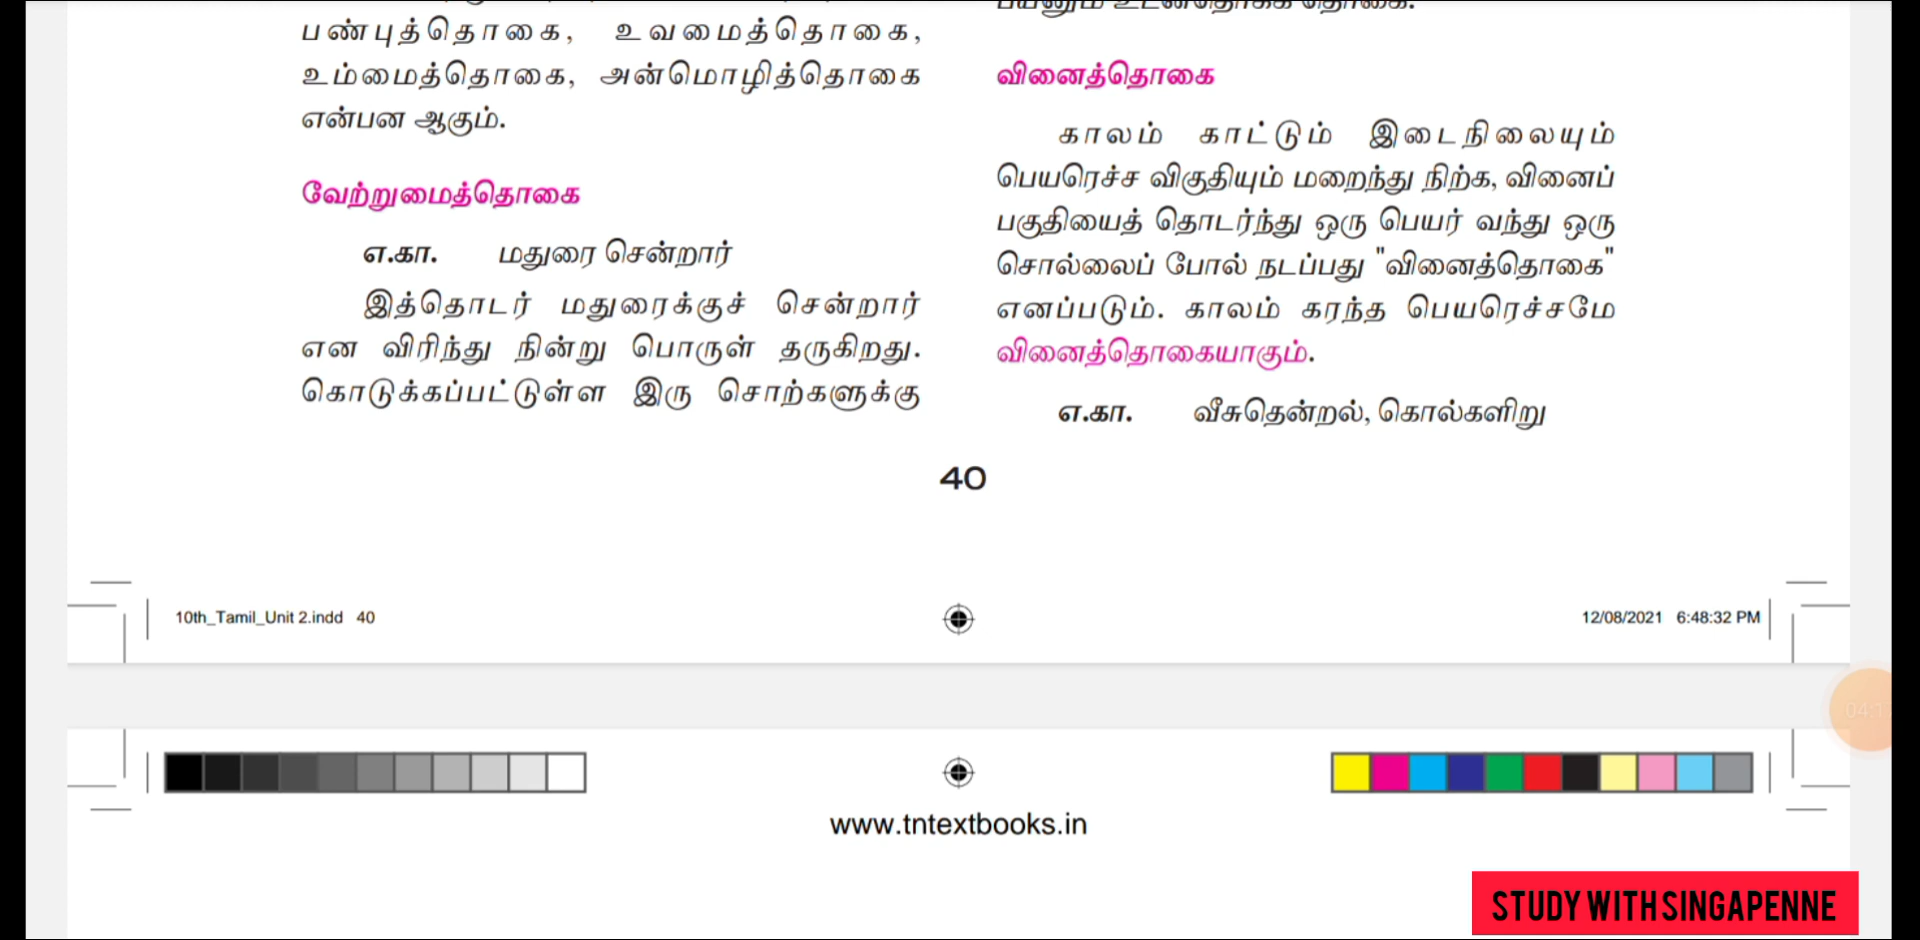 பண்புத்தொகை, உவமைத்தொகை,
உம்மைத்தொகை, அன்மொழித்தொகை
என்பன ஆகும்.
வேற்றுமைத்தொகை
எ.கா. மதுரை சென்றார்
இத்தொடர் மதுரைக்குச் சென்றார்
என விரிந்து நின்று பொருள் தருகிறது.
கொடுக்கப்பட்டுள்ள இரு சொற்களுக்கு
பயனும் உடன்தொக்க தொகை.
வினைத்தொகை
காலம் காட்டும் இடைநிலையும்
பெயரெச்ச விகுதியும் மறைந்து நிற்க, வினைப்
பகுதியைத் தொடர்ந்து ஒரு பெயர் வந்து ஒரு
சொல்லைப் போல் நடப்பது "வினைத்தொகை"
எனப்படும். காலம் கரந்த பெயரெச்சமே
வினைத்தொகையாகும்.
எ.கா. வீசுதென்றல், கொல்களிறு
40
10th_Tamil_Unit 2.indd 40
12/08/2021 6:48:32 PM
www.tntextbooks.in
STUDY WITH SINGAPENNE